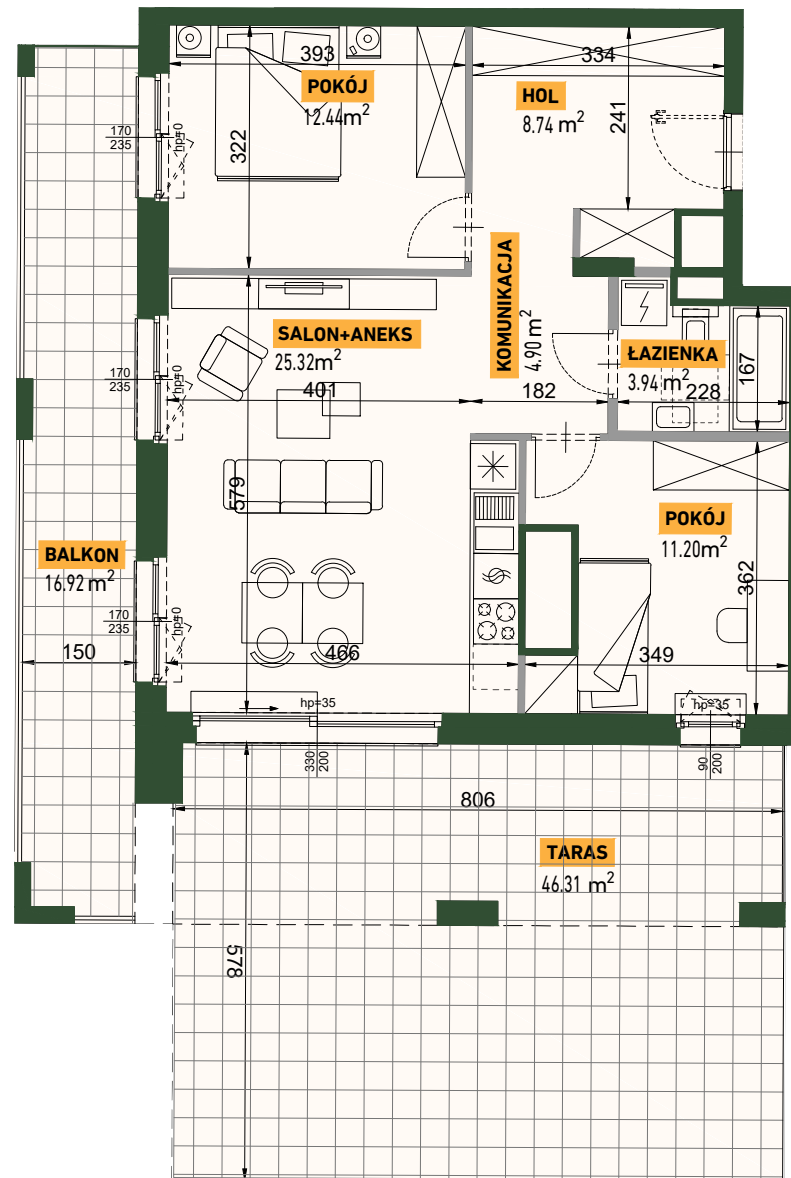 393
334
POKÓJ
12.44m²
HOL
8.74 m²
322
241
170
235
hp=0
KOMUNIKACJA
4.90 m²
SALON+ANEKS
25.32m²
ŁAZIENKA
3.94 m²
167
170
235
hp=0
401
182
228
579
POKÓJ
11.20m²
BALKON
16.92 m²
362
170
235
hp=0
150
466
349
hp=35
hp=35
330
200
90
200
806
TARAS
46.31 m²
578